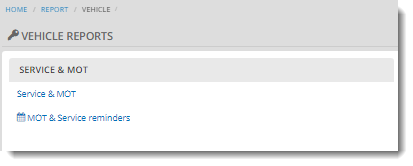 HOME / REPORT / VEHICLE /
VEHICLE REPORTS
SERVICE & MOT
Service & MOT
MOT & Service reminders